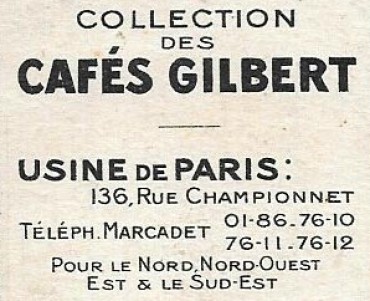 COLLECTION
DES
CAFÉS GILBERT
USINE DE PARIS:
136, RUE CHAMPIONNET
TÉLÉPH. MARCADET 01-86.76-10
76-11.76-12
POUR LE NORD, NORD-OUEST
EST & LE SUD-EST